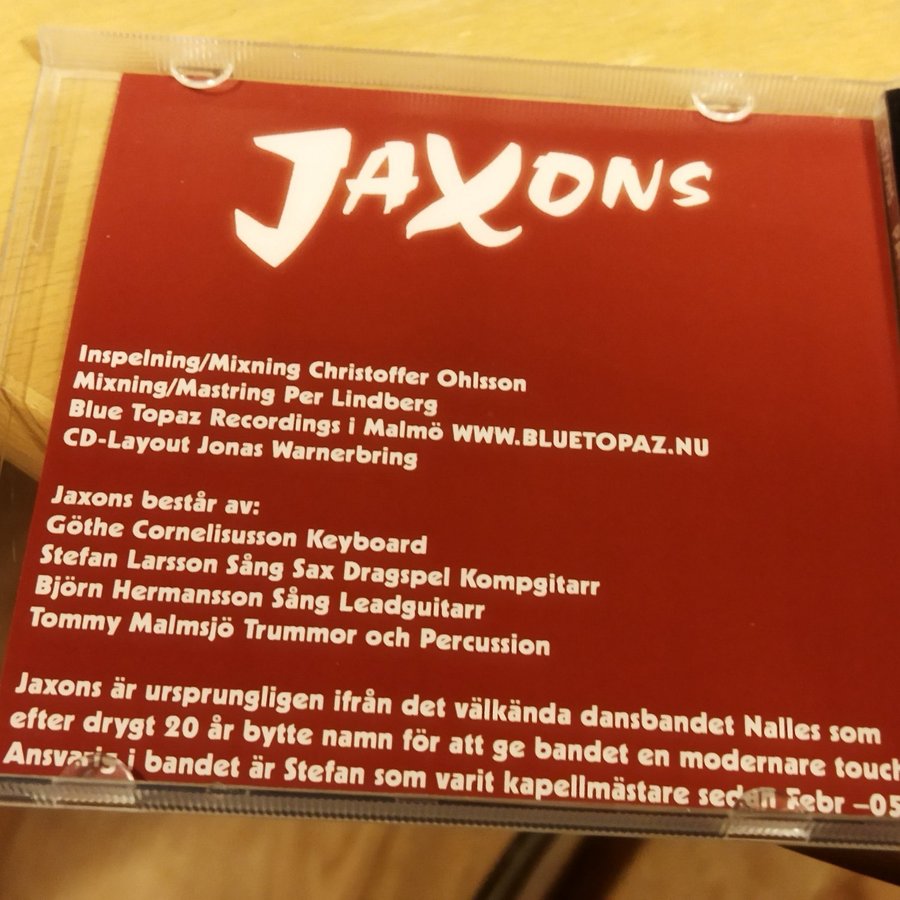 JAXONS
Inspelning/Mixning Christoffer Ohlsson
Mixning/Mastring Per Lindberg
Blue Topaz Recordings i Malmö WWW.BLUETOPAZ.NU
CD-Layout Jonas Warnerbring
Jaxons består av:
Göthe Cornelisusson Keyboard
Stefan Larsson Sång Sax Dragspel Kompgitarr
Björn Hermansson Sång Leadguitarr
Tommy Malmsjö Trummor och Percussion
Jaxons är ursprungligen ifrån det välkända dansbandet Nalles som
efter drygt 20 år bytte namn för att ge bandet en modernare touch
Ansvarig i bandet är Stefan som varit kapellmästare sedan Febr –05